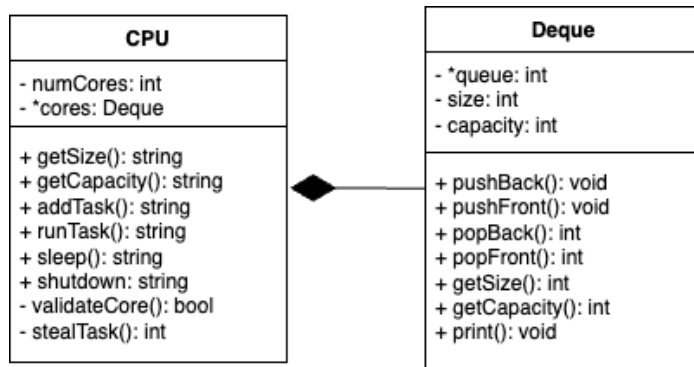 CPU
- numCores: int
- *cores: Deque
+ getSize(): string
+ getCapacity(): string
+ addTask(): string
+ runTask(): string
+ sleep(): string
+ shutdown: string
- validateCore(): bool
- stealTask(): int
Deque
- *queue: int
- size: int
- capacity: int
+ pushBack(): void
+ pushFront(): void
+ popBack(): int
+ popFront(): int
+ getSize(): int
+ getCapacity(): int
+ print(): void